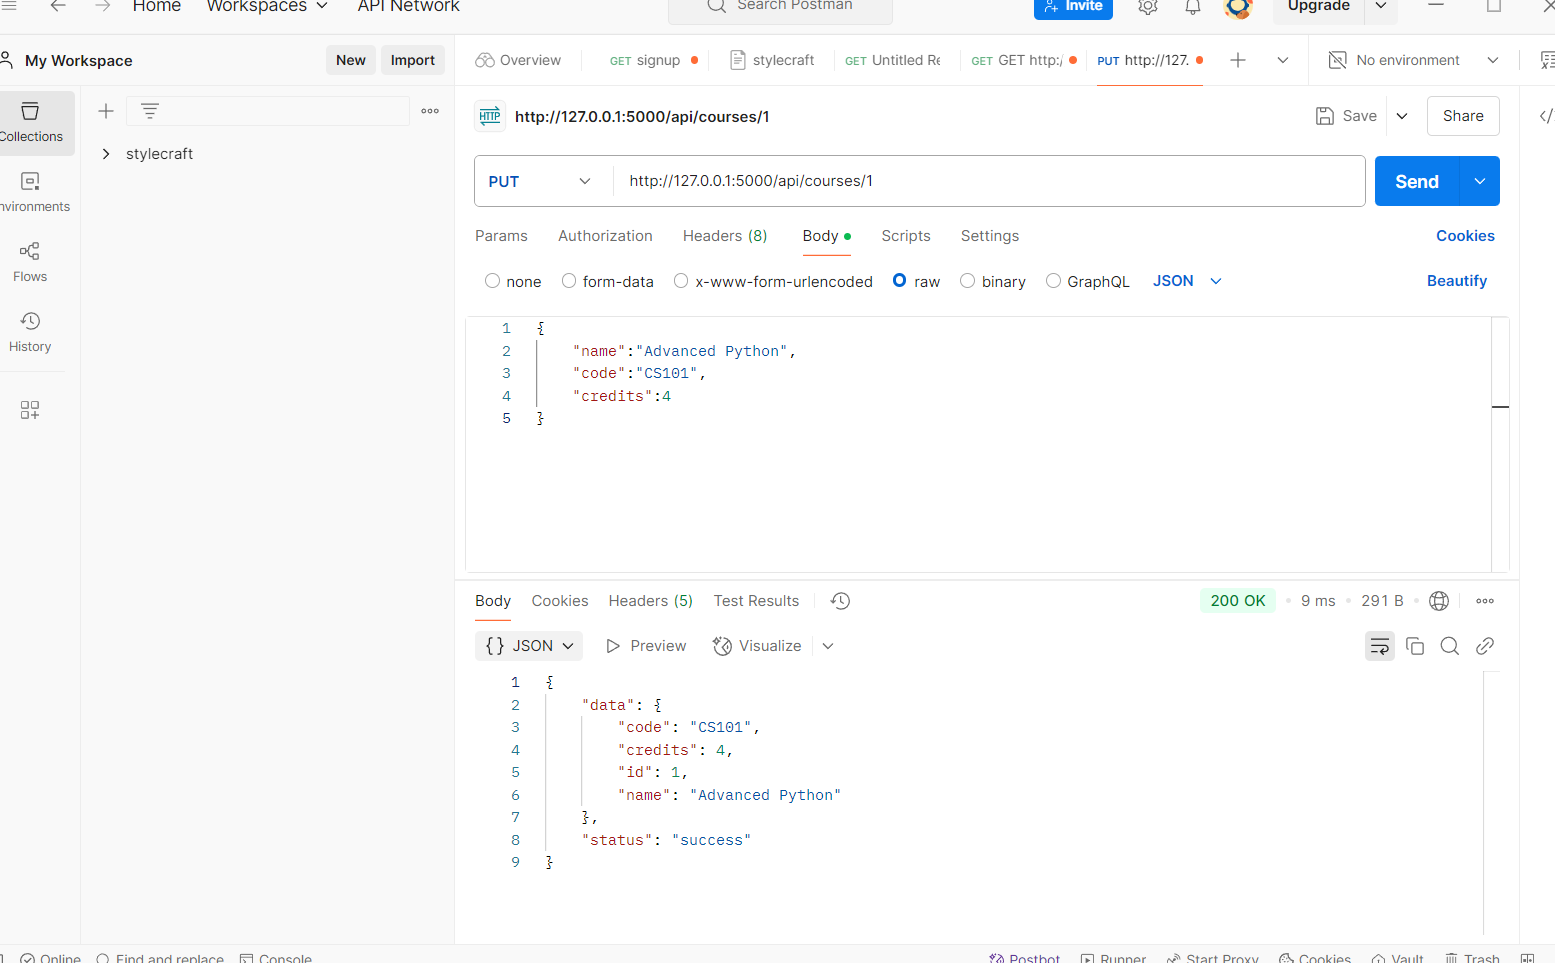 Home Workspaces API Network Search Postman Invite Upgrade
My Workspace New Import Overview GET signup stylecraft GET Untitled Re GET GET http:/ PUT http://127. No environment
HTTP http://127.0.0.1:5000/api/courses/1 Save Share
Collections
stylecraft
PUT http://127.0.0.1:5000/api/courses/1 Send
nvironments
Params Authorization Headers (8) Body Scripts Settings Cookies
Flows
none form-data x-www-form-urlencoded raw binary GraphQL JSON Beautify
History
1 {
2 "name":"Advanced Python",
3 "code":"CS101",
4 "credits":4
5 }
Body Cookies Headers (5) Test Results 200 OK 9 ms 291 B
{} JSON Preview Visualize
1 {
2 "data": {
3 "code": "CS101",
4 "credits": 4,
5 "id": 1,
6 "name": "Advanced Python"
7 },
8 "status": "success"
9 }
Online Find and replace Console Postbot Runner Start Proxy Cookies Vault Trash